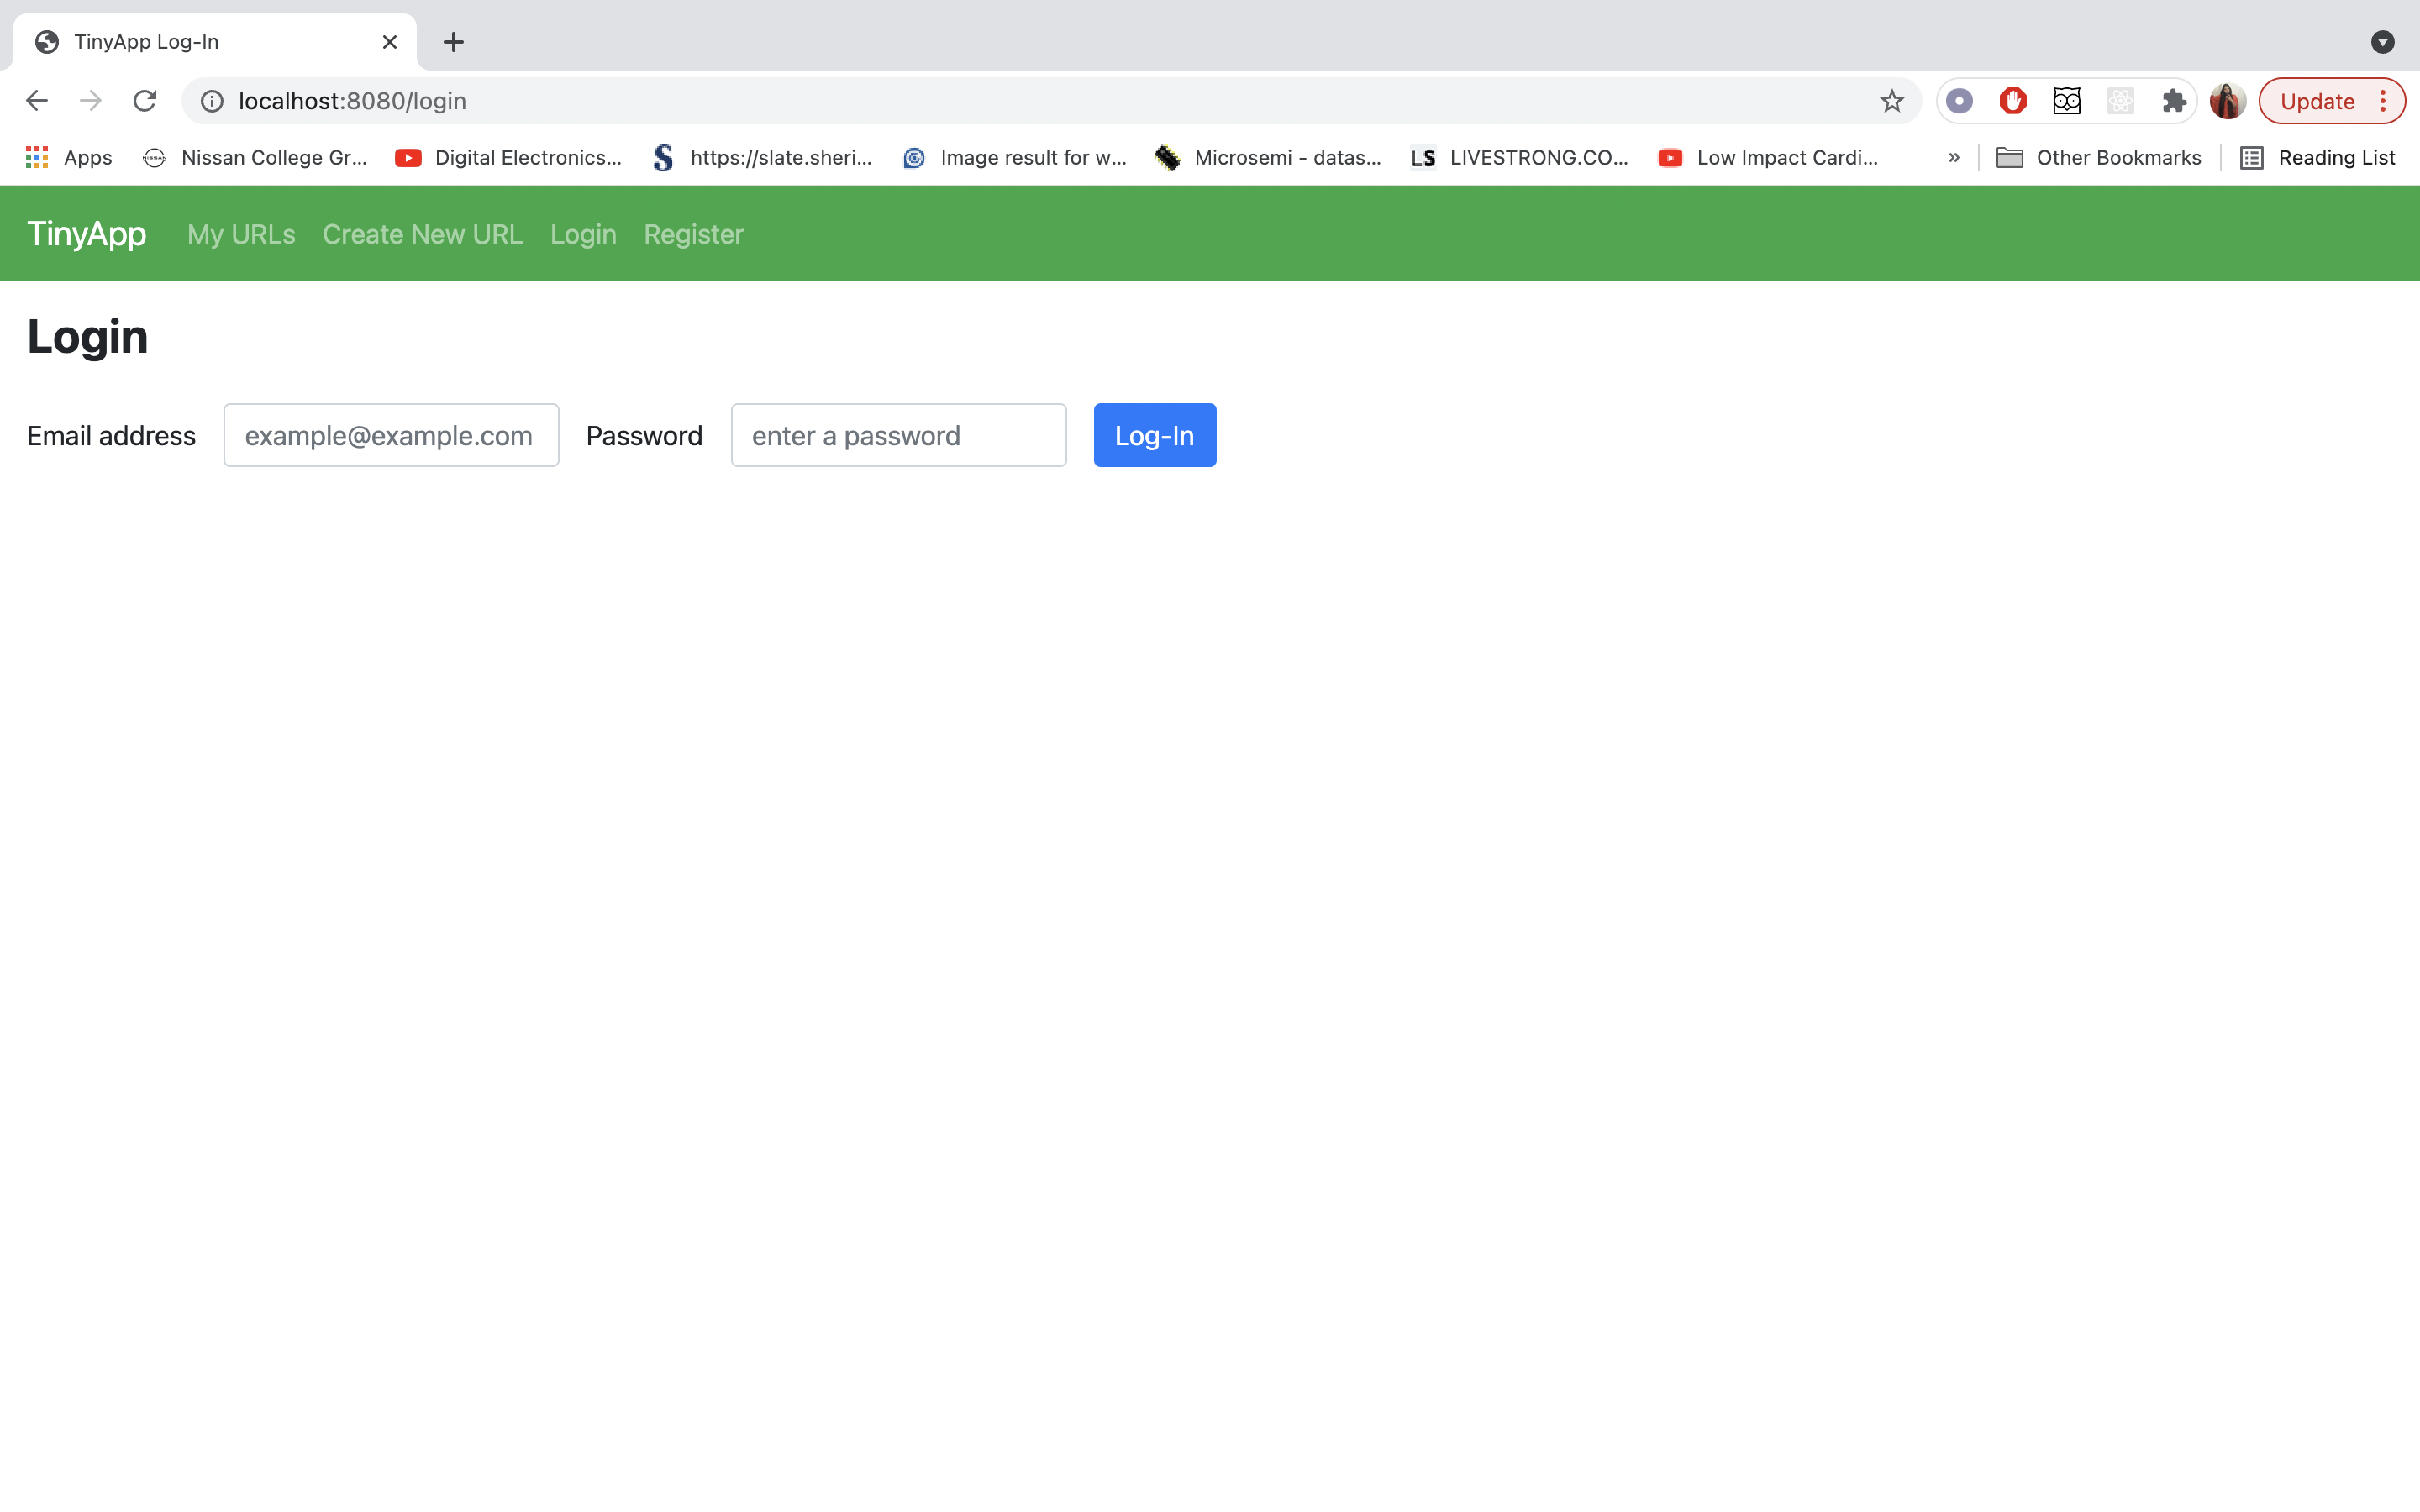 TinyApp Log-In
localhost:8080/login
Update
Apps NISSAN Nissan College Gr... Digital Electronics... S https://slate.sheri... Image result for w... Microsemi - datas... LS LIVESTRONG.CO... Low Impact Cardi... » Other Bookmarks Reading List
TinyApp My URLs Create New URL Login Register
Login
Email address example@example.com Password enter a password Log-In